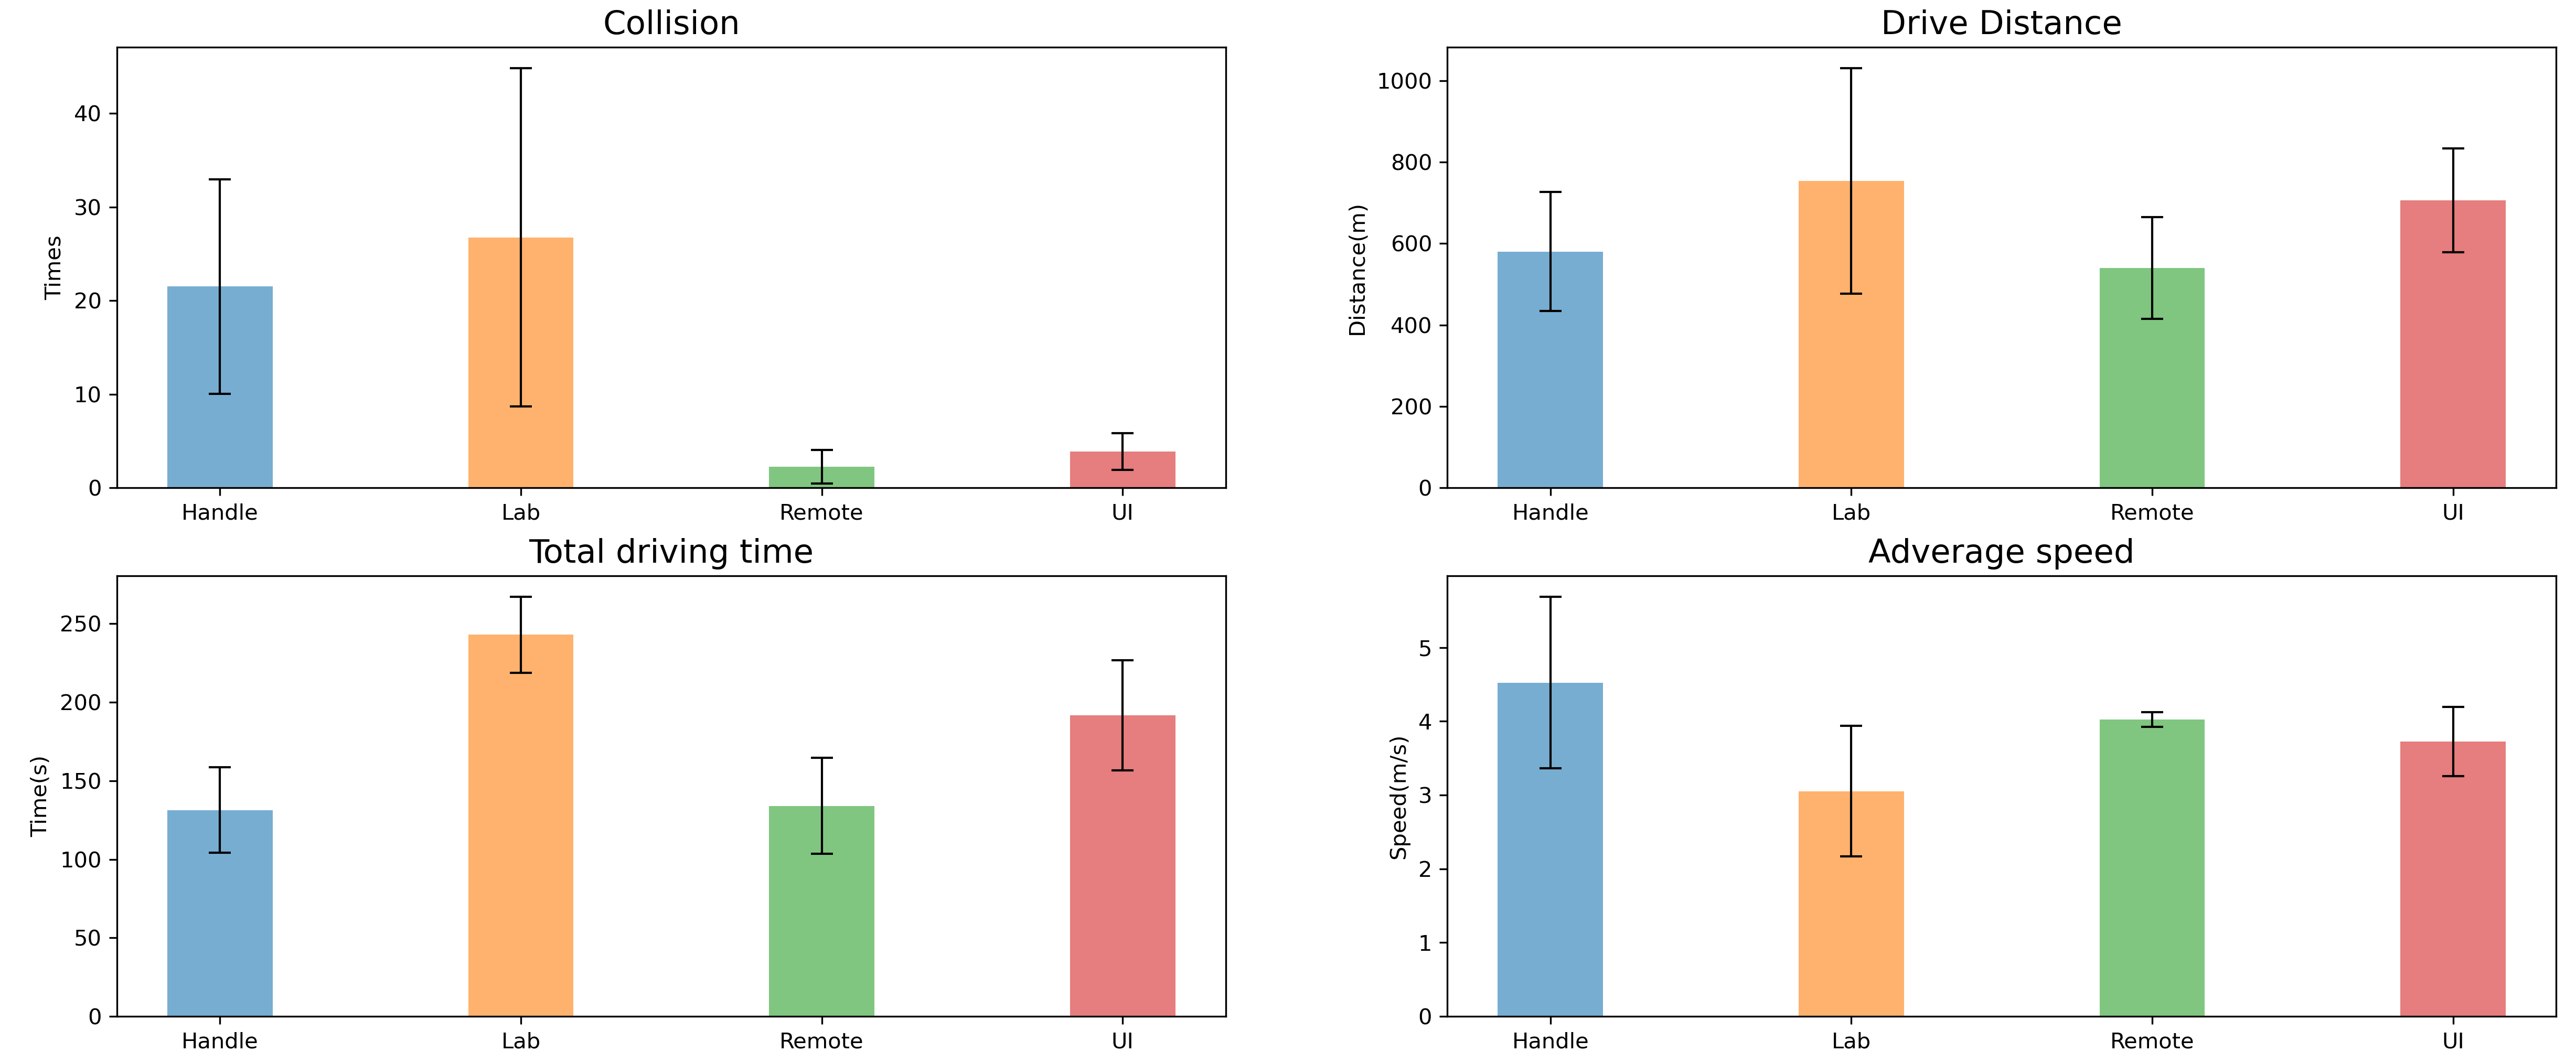 Collision
Times
40
30
20
10
0
Handle Lab Remote UI
Drive Distance
Distance(m)
1000
800
600
400
200
0
Handle Lab Remote UI
Total driving time
Time(s)
250
200
150
100
50
0
Handle Lab Remote UI
Adverage speed
Speed(m/s)
5
4
3
2
1
0
Handle Lab Remote UI